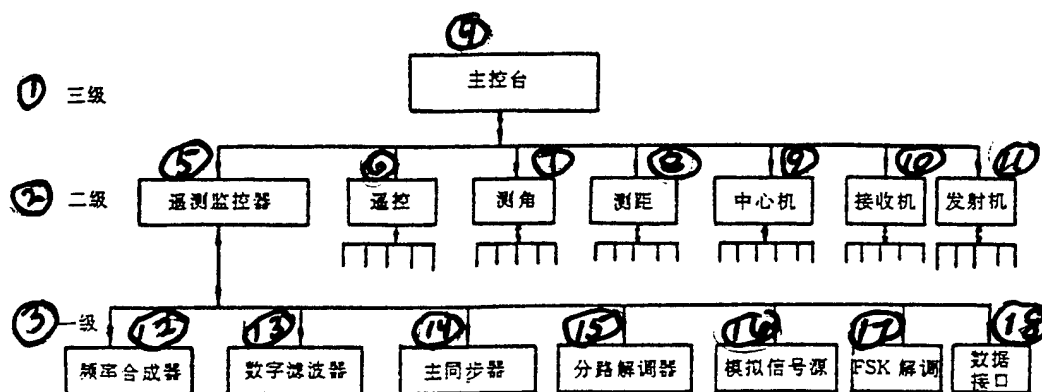 ④
主控台
① 三级
⑤ ⑥ ⑦ ⑧ ⑨ ⑩ ⑪
② 二级 遥测监控器 遥控 测角 测距 中心机 接收机 发射机
③ 一级
⑫ ⑬ ⑭ ⑮ ⑯ ⑰ ⑱
频率合成器 数字滤波器 主同步器 分路解调器 模拟信号源 FSK 解调 数据
接口